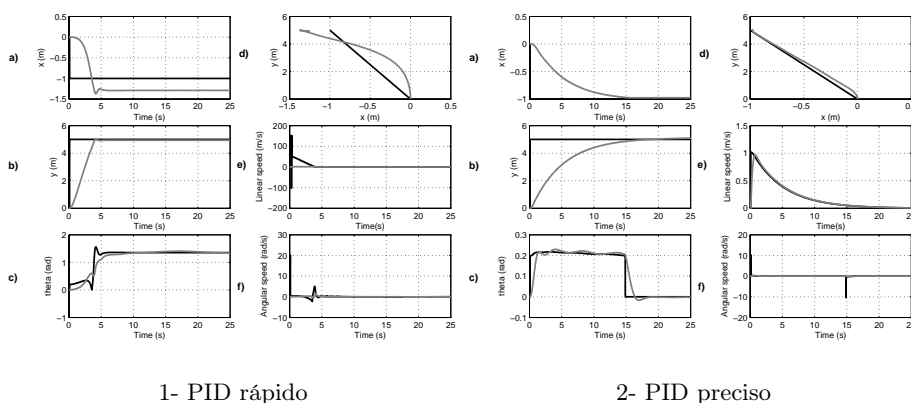 a)
x (m)
0.5
0
−0.5
−1
−1.5
0 5 10 15 20 25
Time (s)
d)
y (m)
6
4
2
0
−1.5 −1 −0.5 0 0.5
x (m)
b)
y (m)
6
4
2
0
0 5 10 15 20 25
Time (s)
e)
Linear speed (m/s)
200
100
0
−100
−200
0 5 10 15 20 25
Time(s)
c)
theta (rad)
2
1
0
−1
0 5 10 15 20 25
Time (s)
f)
Angular speed (rad/s)
30
20
10
0
−10
0 5 10 15 20 25
Time (s)
1- PID rápido
a)
x (m)
0.5
0
−0.5
−1
0 5 10 15 20 25
Time (s)
d)
y (m)
6
4
2
0
−1 −0.5 0 0.5
x (m)
b)
y (m)
6
4
2
0
0 5 10 15 20 25
Time (s)
e)
Linear speed (m/s)
1.5
1
0.5
0
0 5 10 15 20 25
Time(s)
c)
theta (rad)
0.3
0.2
0.1
0
−0.1
0 5 10 15 20 25
Time (s)
f)
Angular speed (rad/s)
20
10
0
−10
−20
0 5 10 15 20 25
Time (s)
2- PID preciso